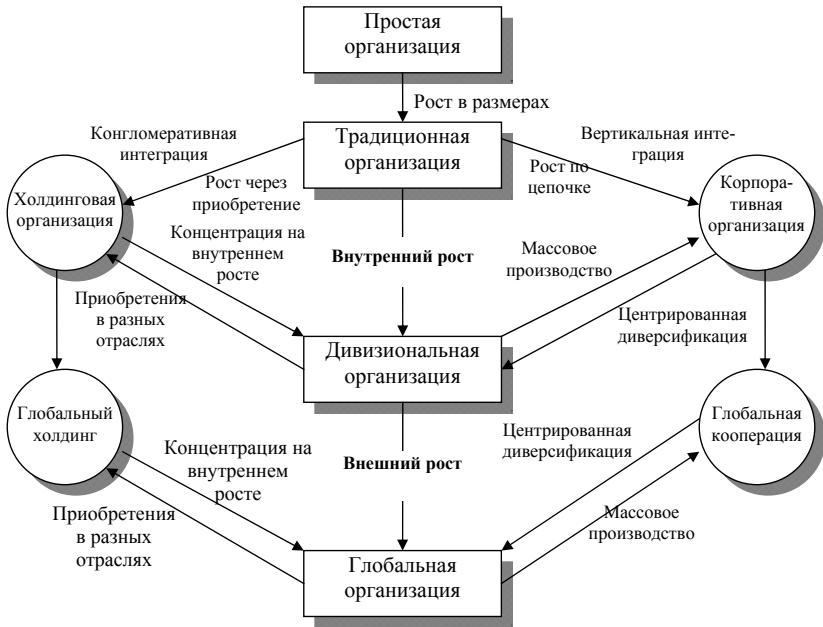 Простая
организация
Рост в размерах
Традиционная
организация
Конгломеративная
интеграция
Вертикальная инте-
грация
Рост через
приобретение
Рост по
цепочке
Холдинговая
организация
Корпора-
тивная
организация
Концентрация на
внутреннем
росте
Внутренний рост
Массовое
производство
Приобретения
в разных
отраслях
Центрированная
диверсификация
Дивизиональная
организация
Глобальный
холдинг
Глобальная
кооперация
Концентрация на
внутреннем
росте
Внешний рост
Центрированная
диверсификация
Приобретения
в разных
отраслях
Массовое
производство
Глобальная
организация